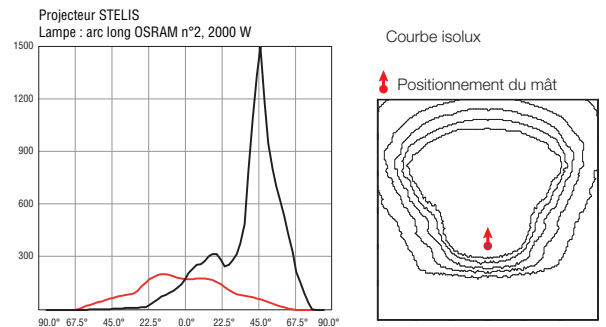 Projecteur STELIS
Lampe : arc long OSRAM n°2, 2000 W
1500
1200
900
600
300
90.0° 67.5° 45.0° 22.5° 0.0° 22.5° 45.0° 67.5° 90.0°
Courbe isolux
Positionnement du mât